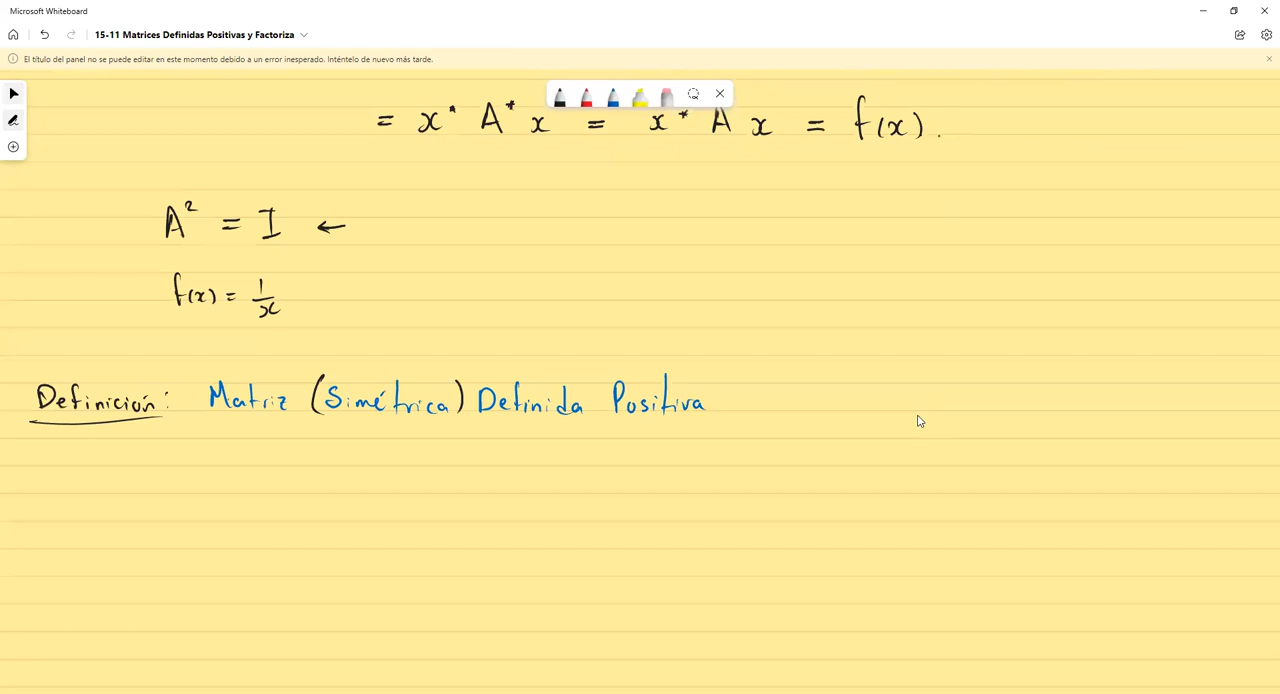 Microsoft Whiteboard
15-11 Matrices Definidas Positivas y Factoriza
El título del panel no se puede editar en este momento debido a un error inesperado. Inténtelo de nuevo más tarde.
= x* A* x = x* A x = f(x).
A² = I ←
f(x) = 1/x
Definición: Matriz (Simétrica) Definida Positiva